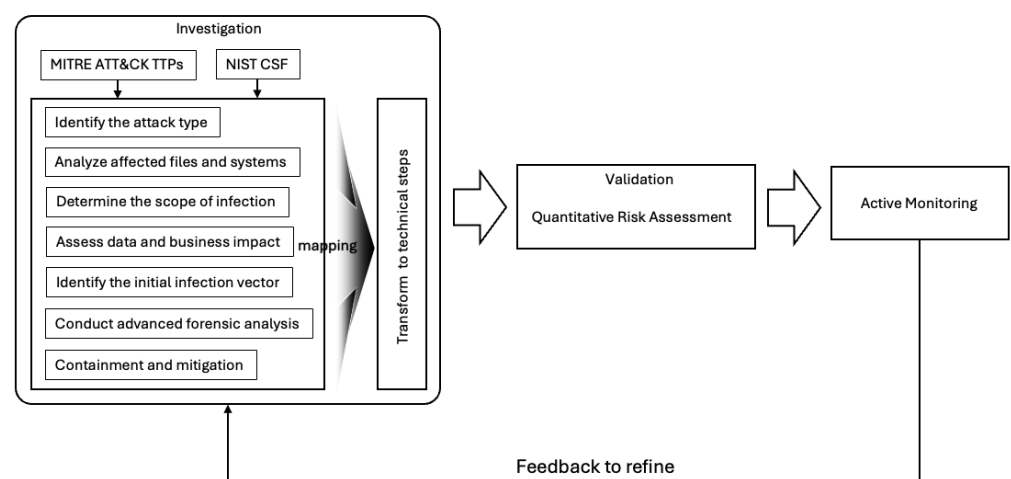 Investigation
MITRE ATT&CK TTPs
NIST CSF
Identify the attack type
Analyze affected files and systems
Determine the scope of infection
Assess data and business impact
Identify the initial infection vector
Conduct advanced forensic analysis
Containment and mitigation
mapping
Transform to technical steps
Validation
Quantitative Risk Assessment
Active Monitoring
Feedback to refine